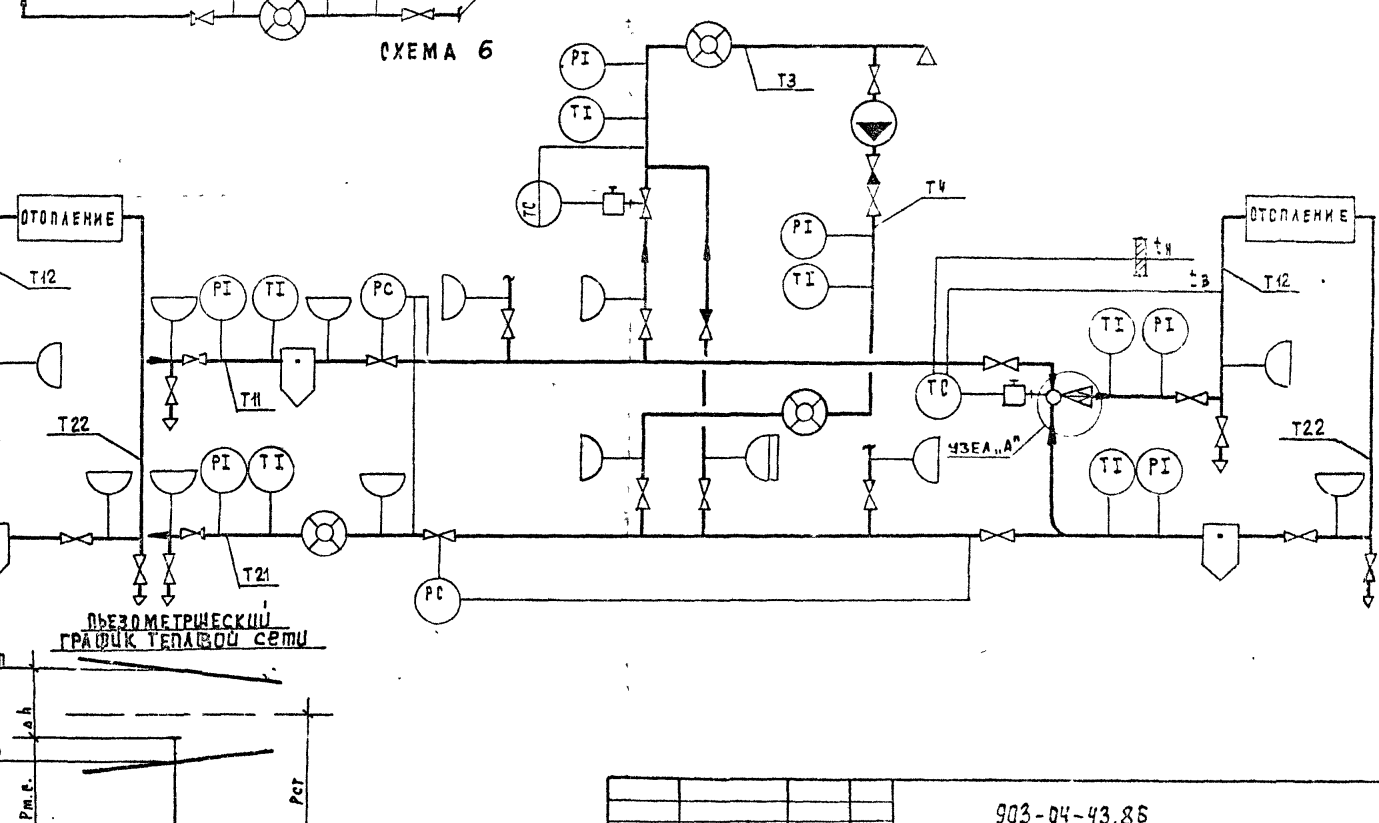 СХЕМА 6
PI
T3
TI
TC
T4
ОТОПЛЕНИЕ
PI
ОТОПЛЕНИЕ
tн
T12
PI
TI
PC
TI
tв
T12
TI
PI
T11
TC
T22
УЗЕЛ „А"
T22
PI
TI
TI
PI
T21
PC
ПЬЕЗОМЕТРИЧЕСКИЙ
ГРАФИК ТЕПЛОВОЙ сети
Δh
Pт.с.
Pст
903-04-43.86